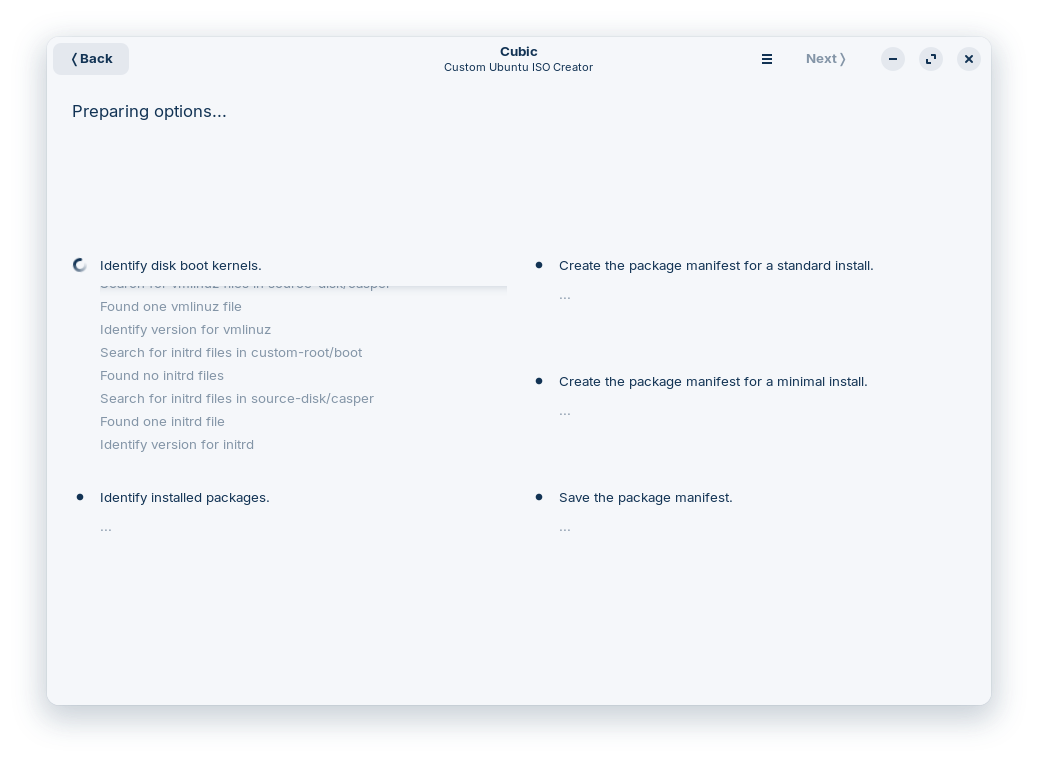 ❬Back
Cubic
Custom Ubuntu ISO Creator
Next❭
Preparing options...
Identify disk boot kernels.
Search for vmlinuz files in source-disk/casper
Found one vmlinuz file
Identify version for vmlinuz
Search for initrd files in custom-root/boot
Found no initrd files
Search for initrd files in source-disk/casper
Found one initrd file
Identify version for initrd
Identify installed packages.
...
Create the package manifest for a standard install.
...
Create the package manifest for a minimal install.
...
Save the package manifest.
...